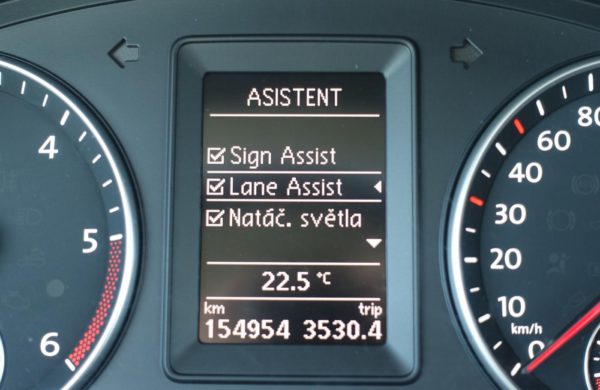 ASISTENT
Sign Assist
Lane Assist
Natáč. světla
22.5 °C
km trip
154954 3530.4
4
5
6
80
60
40
30
20
10
km/h
0